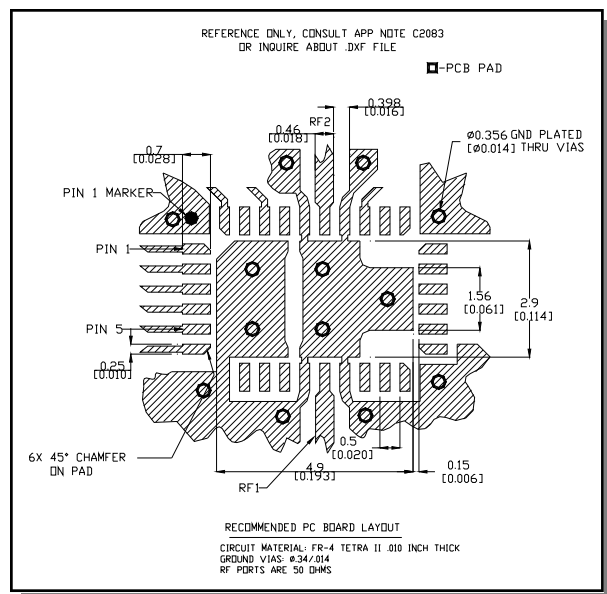 REFERENCE ONLY, CONSULT APP NOTE C2083
OR INQUIRE ABOUT .DXF FILE
-PCB PAD
0.398
[0.016]
RF2
0.46
[0.018]
Ø0.356 GND PLATED
[Ø0.014] THRU VIAS
0.7
[0.028]
PIN 1 MARKER
PIN 1
1.56
[0.061]
2.9
[0.114]
PIN 5
0.25
[0.010]
6X 45° CHAMFER
ON PAD
0.5
[0.020]
4.9
[0.193]
0.15
[0.006]
RF1
RECOMMENDED PC BOARD LAYOUT
CIRCUIT MATERIAL: FR-4 TETRA II .010 INCH THICK
GROUND VIAS: Ø.34/.014
RF PORTS ARE 50 OHMS